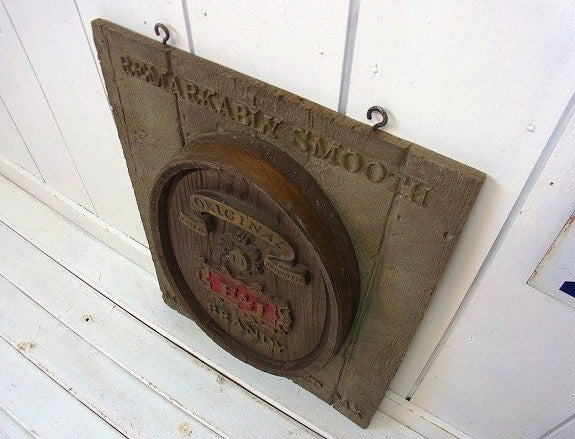 REMARKABLY SMOOTH
ORIGINAL
E&J
BRANDY